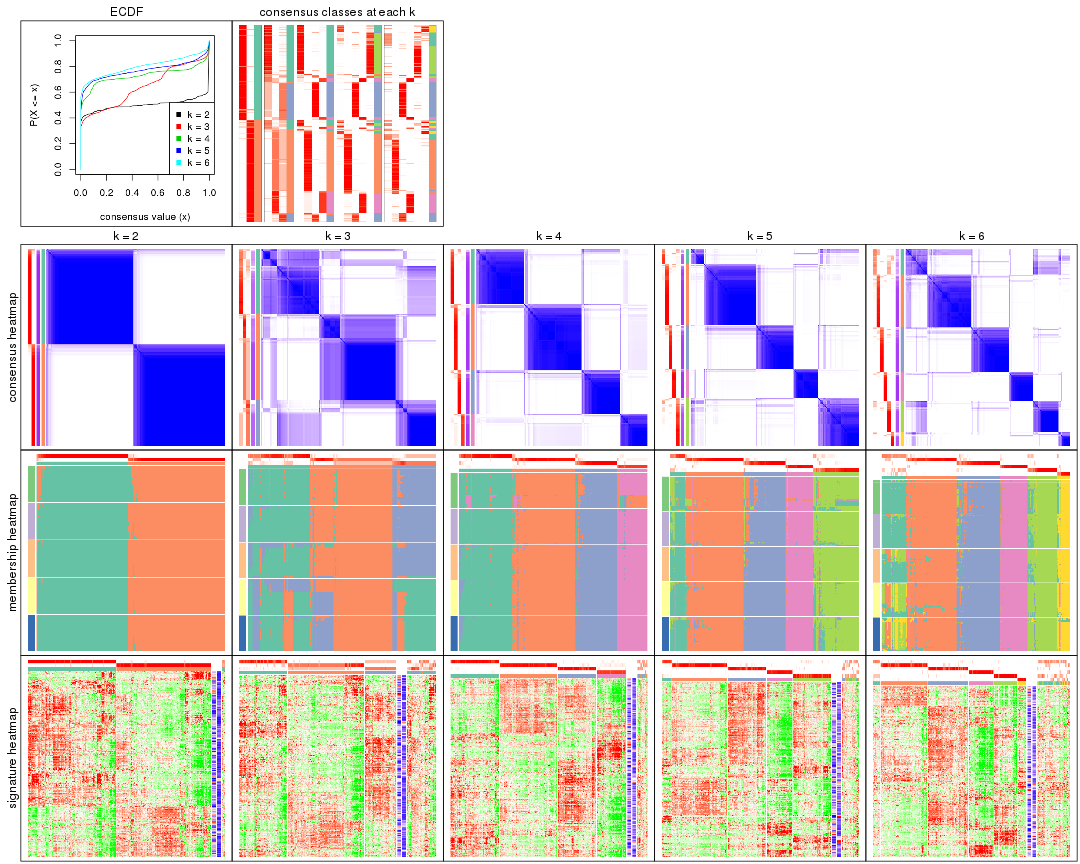 ECDF
consensus classes at each k
P(X <= x)
0.0 0.2 0.4 0.6 0.8 1.0
k = 2
k = 3
k = 4
k = 5
k = 6
0.0 0.2 0.4 0.6 0.8 1.0
consensus value (x)
k = 2
k = 3
k = 4
k = 5
k = 6
consensus heatmap
membership heatmap
signature heatmap